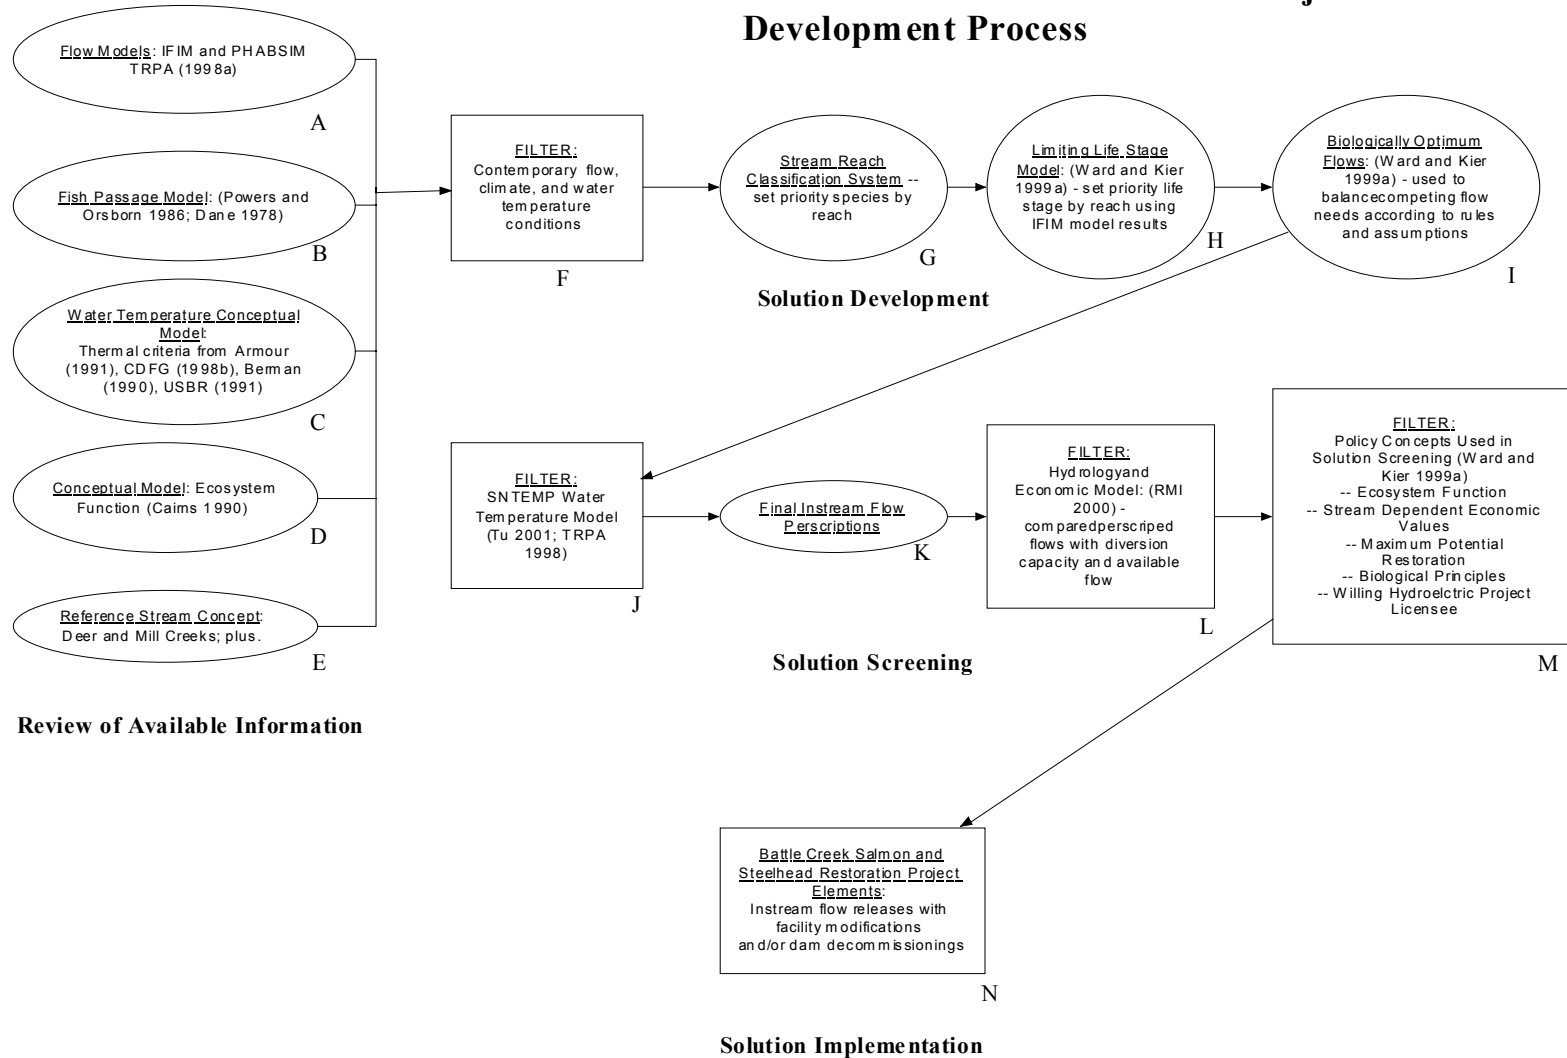 Development Process
Flow Models: IFIM and PHABSIM
TRPA (1998a)
A
Fish Passage Model: (Powers and
Orsborn 1986; Dane 1978)
B
Water Temperature Conceptual
Model:
Thermal criteria from Armour
(1991), CDFG (1998b), Berman
(1990), USBR (1991)
C
Conceptual Model: Ecosystem
Function (Cairns 1990)
D
Reference Stream Concept:
Deer and Mill Creeks; plus.
E
Review of Available Information
FILTER:
Contemporary flow,
climate, and water
temperature
conditions
F
Stream Reach
Classification System --
set priority species by
reach
G
Limiting Life Stage
Model: (Ward and Kier
1999a) - set priority life
stage by reach using
IFIM model results
H
Biologically Optimum
Flows: (Ward and Kier
1999a) - used to
balancecompeting flow
needs according to rules
and assumptions
I
Solution Development
FILTER:
SNTEMP Water
Temperature Model
(Tu 2001; TRPA
1998)
J
Final Instream Flow
Perscriptions
K
FILTER:
Hydrologyand
Economic Model: (RMI
2000) -
comparedperscriped
flows with diversion
capacity and available
flow
L
FILTER:
Policy Concepts Used in
Solution Screening (Ward and
Kier 1999a)
-- Ecosystem Function
-- Stream Dependent Economic
Values
-- Maximum Potential
Restoration
-- Biological Principles
-- Willing Hydroelctric Project
Licensee
M
Solution Screening
Battle Creek Salmon and
Steelhead Restoration Project
Elements:
Instream flow releases with
facility modifications
and/or dam decommissionings
N
Solution Implementation